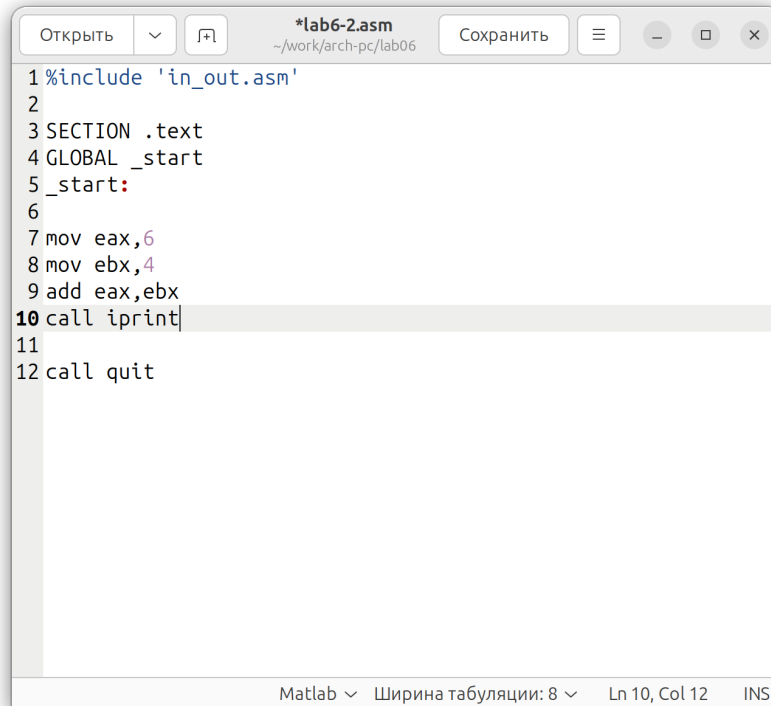 Открыть
*lab6-2.asm
~/work/arch-pc/lab06
Сохранить
1 %include 'in_out.asm'
2
3 SECTION .text
4 GLOBAL _start
5 _start:
6
7 mov eax,6
8 mov ebx,4
9 add eax,ebx
10 call iprint
11
12 call quit
Matlab Ширина табуляции: 8 Ln 10, Col 12 INS